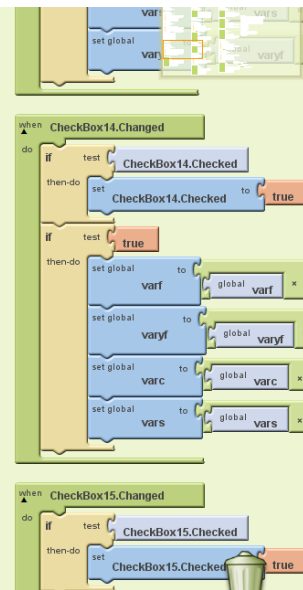 vars
vars
set global
varyf
varyf
when CheckBox14.Changed
do
if test CheckBox14.Checked
then-do set CheckBox14.Checked to true
if test true
then-do set global varf to global varf ×
set global varyf to global varyf
set global varc to global varc ×
set global vars to global vars ×
when CheckBox15.Changed
do
if test CheckBox15.Checked
then-do set CheckBox15.Checked true